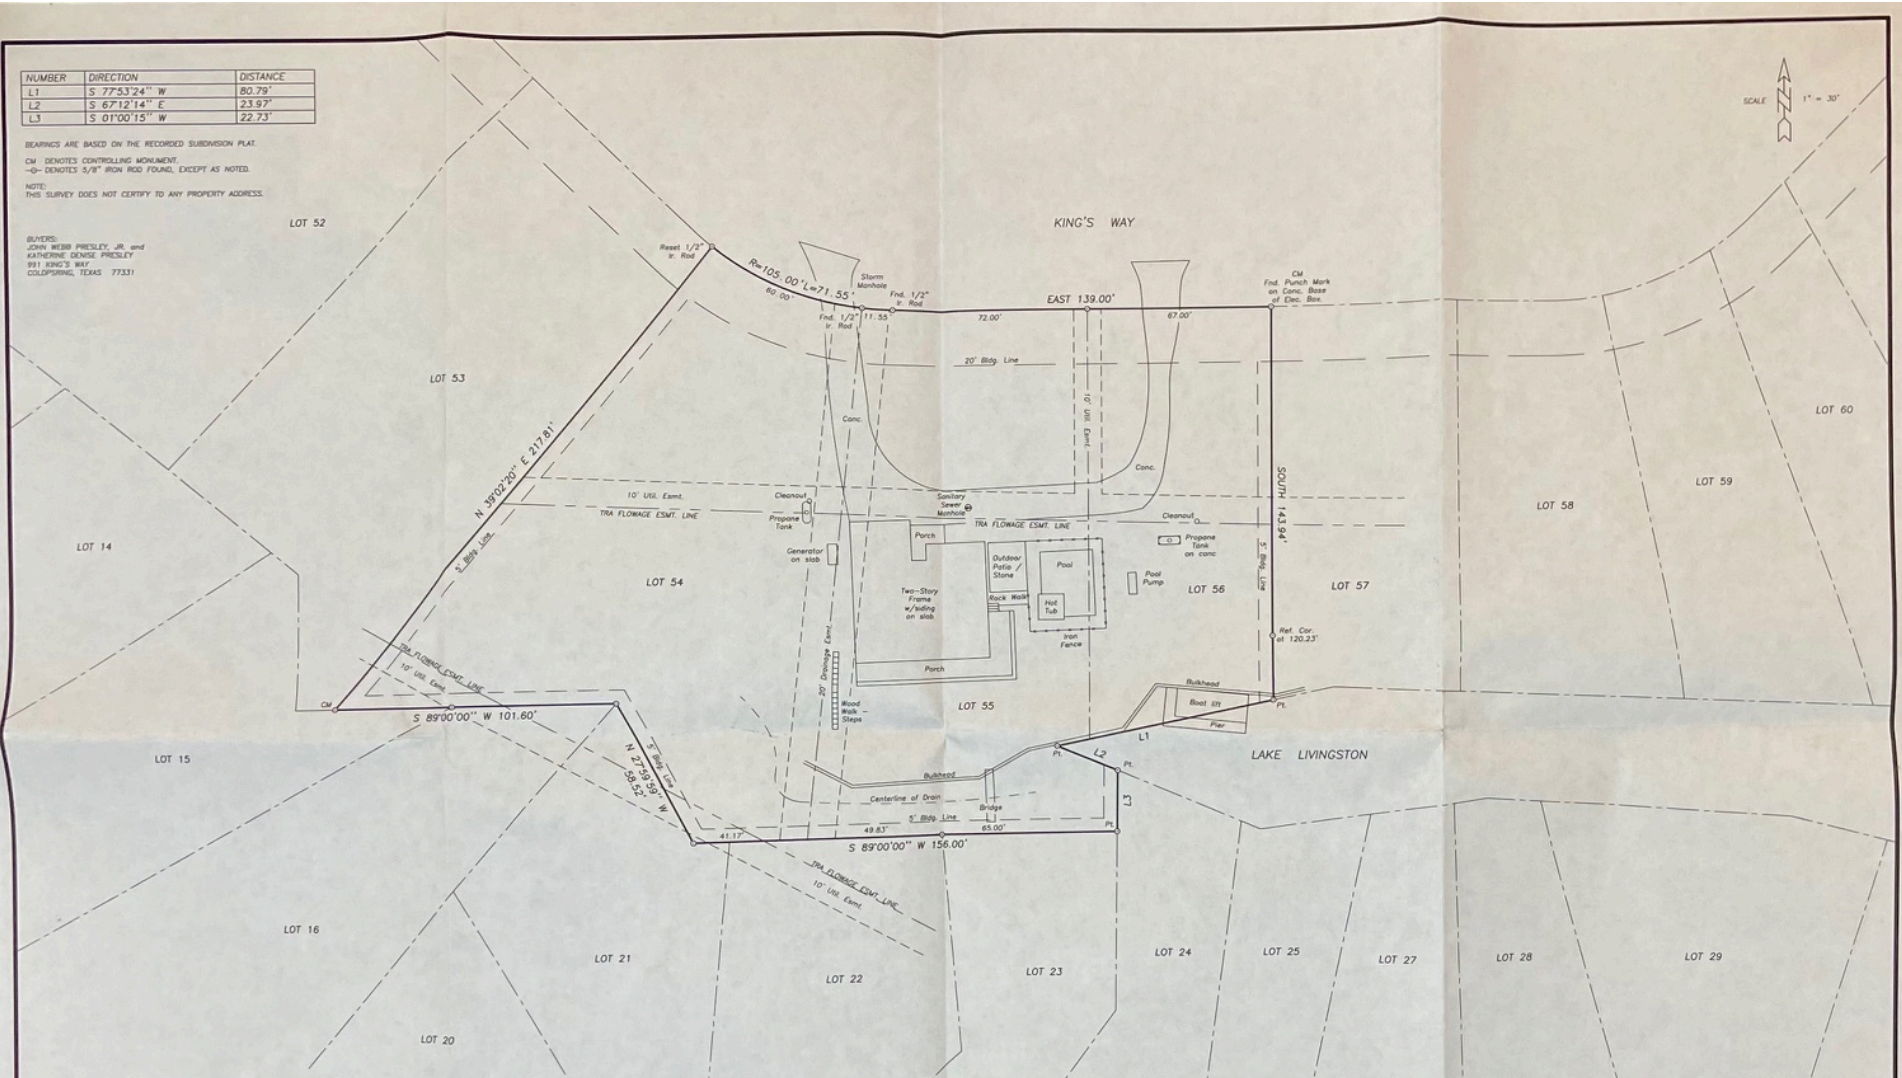 NUMBER DIRECTION DISTANCE
L1 S 77°53'24" W 80.79'
L2 S 67°12'14" E 23.97'
L3 S 01°00'15" W 22.73'
BEARINGS ARE BASED ON THE RECORDED SUBDIVISION PLAT.
CM DENOTES CONTROLLING MONUMENT.
-O- DENOTES 5/8" IRON ROD FOUND, EXCEPT AS NOTED.
NOTE:
THIS SURVEY DOES NOT CERTIFY TO ANY PROPERTY ADDRESS.
BUYERS:
JOHN WEBB PRESLEY, JR. and
KATHERINE DENISE PRESLEY
991 KING'S WAY
COLDPSRING, TEXAS 77331
SCALE 1" = 30'
N
LOT 52
KING'S WAY
Reset 1/2"
Ir. Rod
R=105.00' L=71.55'
60.00'
Storm
Manhole
Fnd. 1/2"
Ir. Rod
Fnd. 1/2"
Ir. Rod
11.55'
EAST 139.00'
72.00'
67.00'
CM
Fnd. Punch Mark
on Conc. Base
of Elec. Box.
20' Bldg. Line
LOT 53
LOT 60
LOT 59
LOT 58
Conc.
10' Util. Esmt.
Conc.
N 39°02'20" E 217.81'
5' Bldg. Line
SOUTH 143.94'
5' Bldg. Line
10' Util. Esmt.
TRA FLOWAGE ESMT. LINE
Cleanout
Propane
Tank
Sanitary
Sewer
Manhole
TRA FLOWAGE ESMT. LINE
Cleanout
Propane
Tank
on conc
LOT 14
Generator
on slab
Porch
Outdoor
Patio /
Stone
Pool
Pool
Pump
LOT 54
LOT 56
LOT 57
Two-Story
Frame
w/siding
on slab
Rock Walk
Hot
Tub
Iron
Fence
Ref. Cor.
at 120.23'
20' Drainage Esmt.
Porch
TRA FLOWAGE ESMT. LINE
10' Util. Esmt.
CM
S 89°00'00" W 101.60'
Wood
Walk -
Steps
LOT 55
Bulkhead
Boat lift
Pier
Pt.
L1
L2
Pt.
Pt.
L3
Pt.
LAKE LIVINGSTON
LOT 15
N 27°59'59" W
58.52'
5' Bldg. Line
Bulkhead
Centerline of Drain
Bridge
5' Bldg. Line
41.17'
49.83'
65.00'
S 89°00'00" W 156.00'
TRA FLOWAGE ESMT. LINE
10' Util. Esmt.
LOT 16
LOT 21
LOT 22
LOT 23
LOT 24
LOT 25
LOT 27
LOT 28
LOT 29
LOT 20